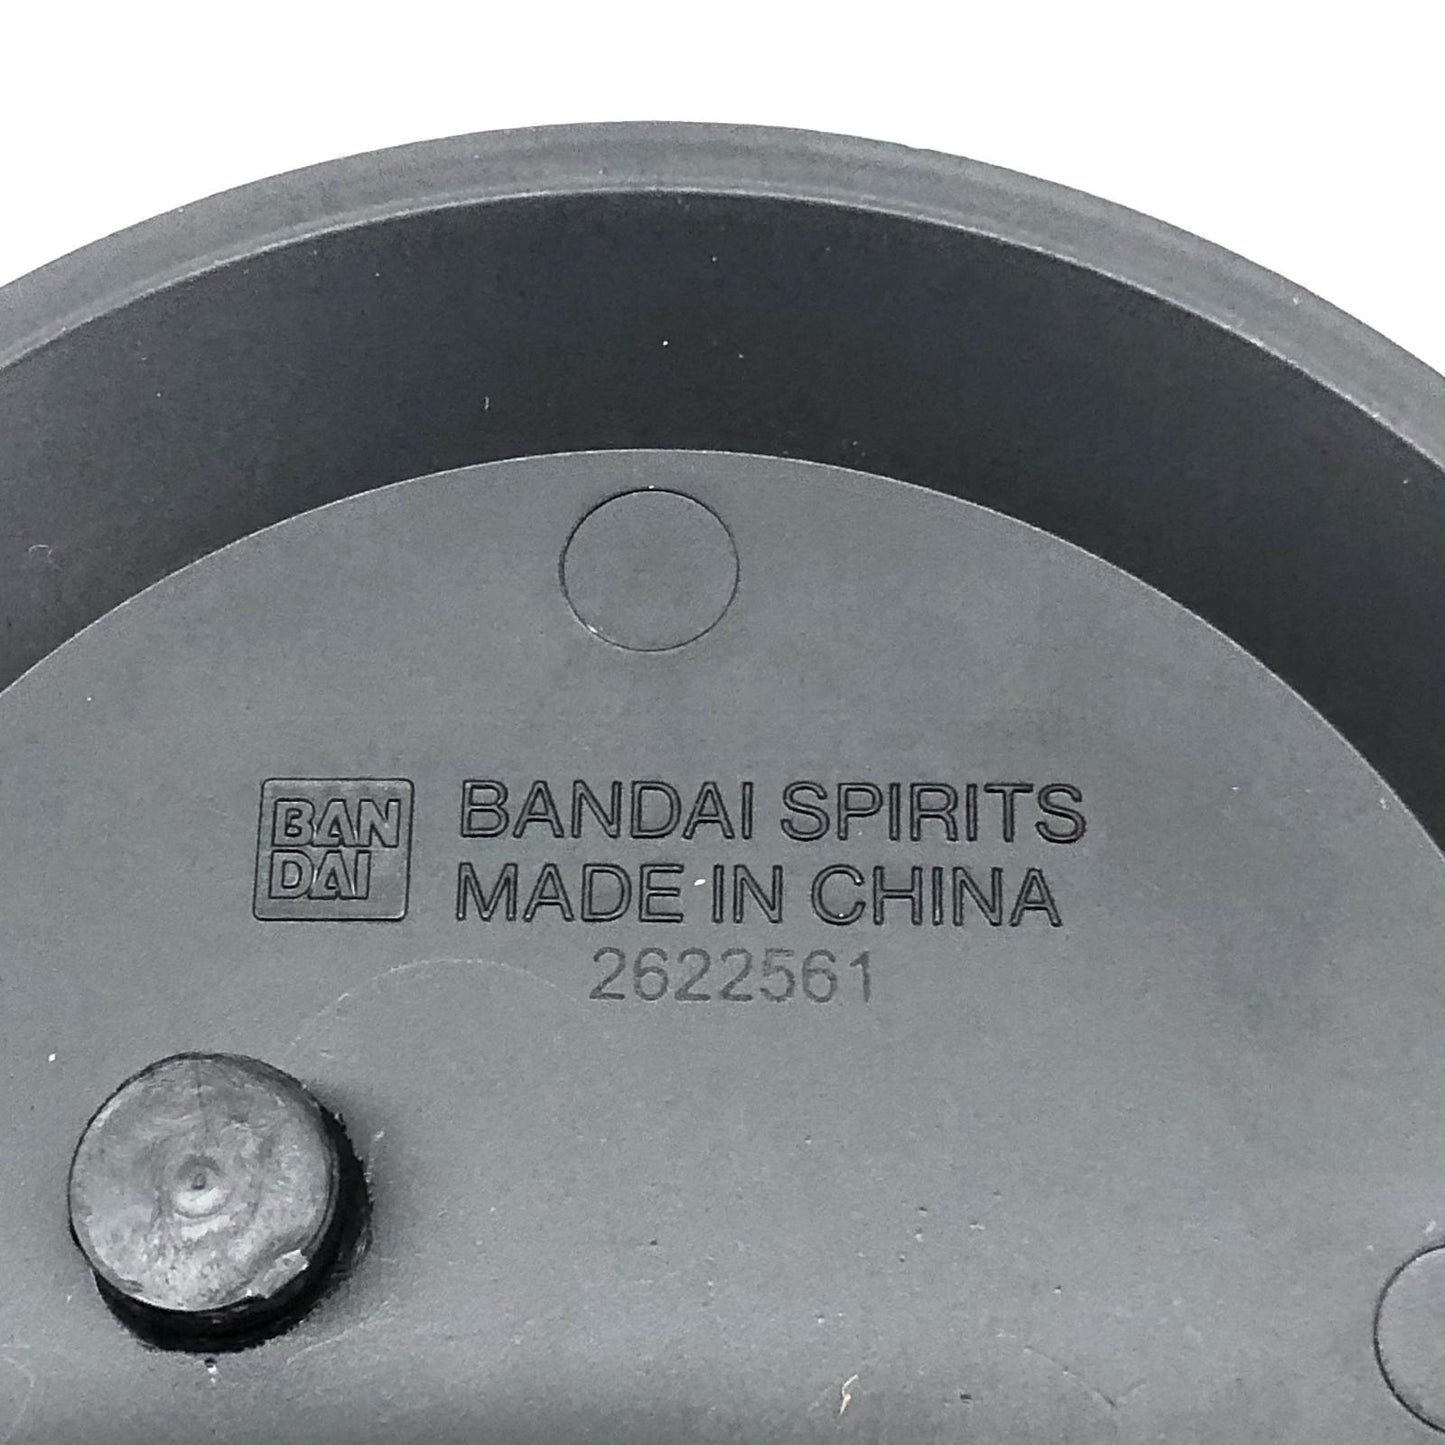 BAN
DAI
BANDAI SPIRITS
MADE IN CHINA
2622561